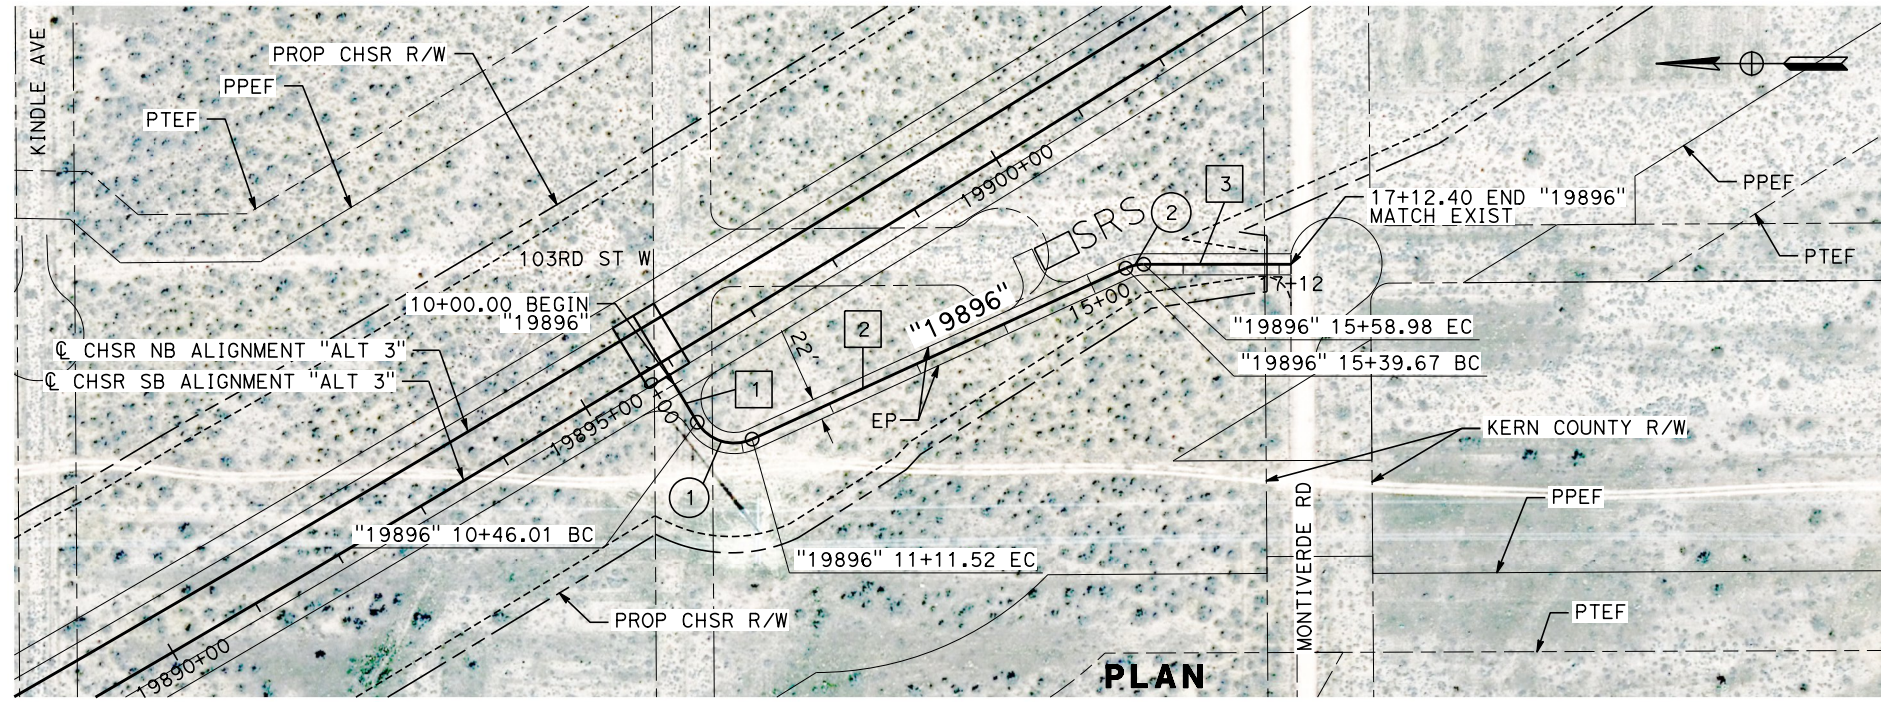 KINDLE AVE
PROP CHSR R/W
PPEF
PTEF
19900+00
SRS
2
3
17+12.40 END "19896"
MATCH EXIST
PPEF
PTEF
103RD ST W
10+00.00 BEGIN
"19896"
℄ CHSR NB ALIGNMENT "ALT 3"
℄ CHSR SB ALIGNMENT "ALT 3"
19895+00
1
22'
2
"19896"
15+00
17+12
"19896" 15+58.98 EC
"19896" 15+39.67 BC
EP
KERN COUNTY R/W
1
PPEF
"19896" 10+46.01 BC
"19896" 11+11.52 EC
MONTIVERDE RD
PROP CHSR R/W
PTEF
19890+00
PLAN